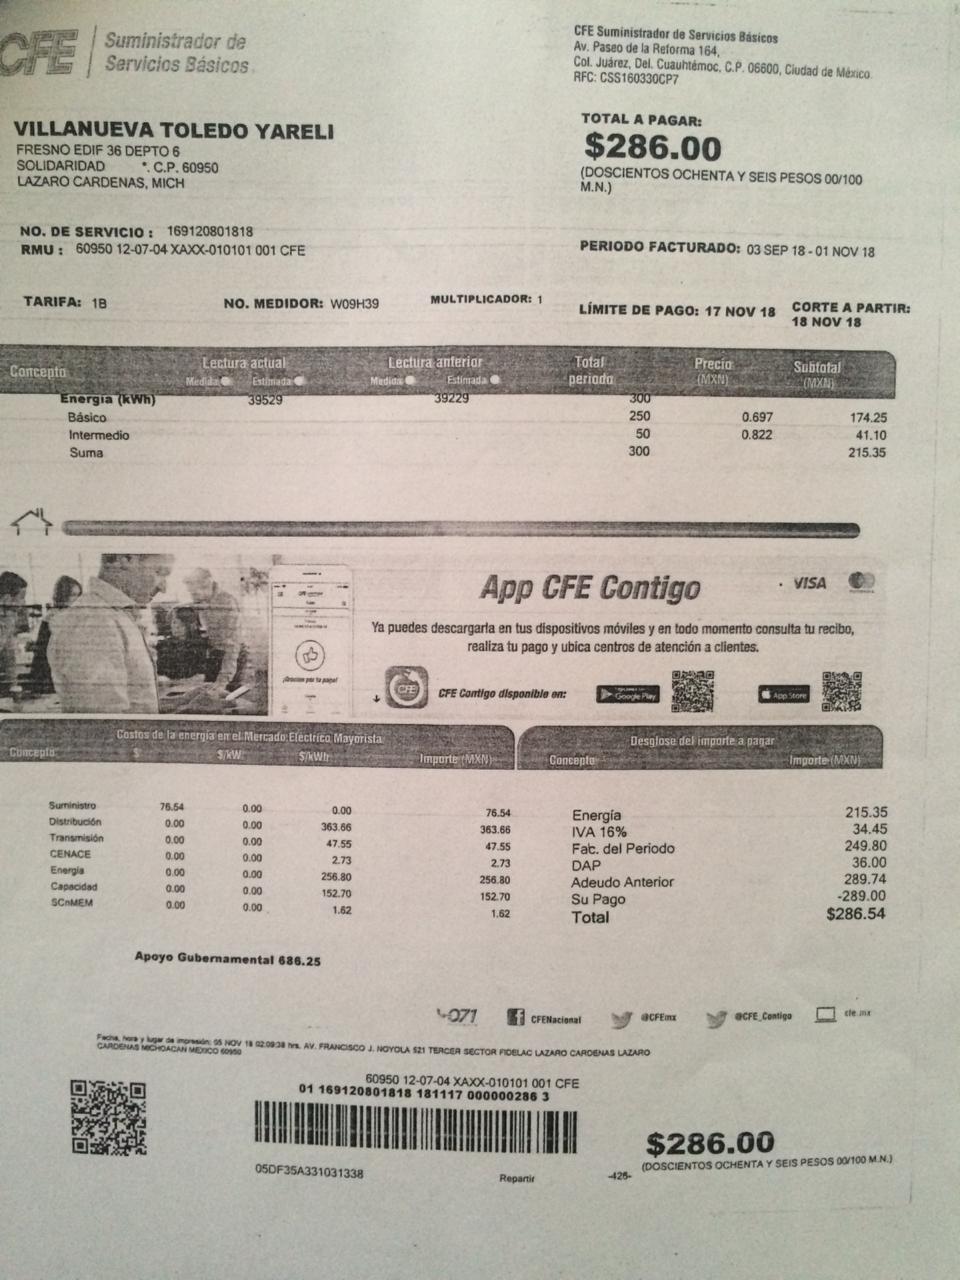 CFE
Suministrador de
Servicios Básicos
CFE Suministrador de Servicios Básicos
Av. Paseo de la Reforma 164,
Col. Juárez, Del. Cuauhtémoc, C.P. 06600, Ciudad de México
RFC: CSS160330CP7
VILLANUEVA TOLEDO YARELI
FRESNO EDIF 36 DEPTO 6
SOLIDARIDAD *. C.P. 60950
LAZARO CARDENAS, MICH
TOTAL A PAGAR:
$286.00
(DOSCIENTOS OCHENTA Y SEIS PESOS 00/100
M.N.)
NO. DE SERVICIO : 169120801818
RMU : 60950 12-07-04 XAXX-010101 001 CFE
PERIODO FACTURADO: 03 SEP 18 - 01 NOV 18
TARIFA: 1B NO. MEDIDOR: W09H39 MULTIPLICADOR: 1
LÍMITE DE PAGO: 17 NOV 18 CORTE A PARTIR:
18 NOV 18
Concepto Lectura actual Lectura anterior Total Precio Subtotal
Medida Estimada Medida Estimada periodo (MXN) (MXN)
Energía (kWh) 39529 39229 300
Básico 250 0.697 174.25
Intermedio 50 0.822 41.10
Suma 300 215.35
App CFE Contigo VISA
Ya puedes descargarla en tus dispositivos móviles y en todo momento consulta tu recibo,
realiza tu pago y ubica centros de atención a clientes.
¡Gracias por tu pago!
CFE CFE Contigo disponible en: Google Play App Store
Costos de la energía en el Mercado Eléctrico Mayorista
Concepto $ $/kW $/kWh Importe (MXN)
Suministro 76.54 0.00 0.00 76.54
Distribución 0.00 0.00 363.66 363.66
Transmisión 0.00 0.00 47.55 47.55
CENACE 0.00 0.00 2.73 2.73
Energía 0.00 0.00 256.80 256.80
Capacidad 0.00 0.00 152.70 152.70
SCnMEM 0.00 0.00 1.62 1.62
Desglose del importe a pagar
Concepto Importe (MXN)
Energía 215.35
IVA 16% 34.45
Fac. del Periodo 249.80
DAP 36.00
Adeudo Anterior 289.74
Su Pago -289.00
Total $286.54
Apoyo Gubernamental 686.25
071 CFENacional @CFEmx @CFE_Contigo cfe.mx
Fecha, hora y lugar de impresión: 05 NOV 18 02:09:38 hrs. AV. FRANCISCO J. NOYOLA 521 TERCER SECTOR FIDELAC LAZARO CARDENAS LAZARO
CARDENAS MICHOACAN MEXICO 60950
60950 12-07-04 XAXX-010101 001 CFE
01 169120801818 181117 000000286 3
05DF35A331031338
Repartir
-426-
$286.00
(DOSCIENTOS OCHENTA Y SEIS PESOS 00/100 M.N.)